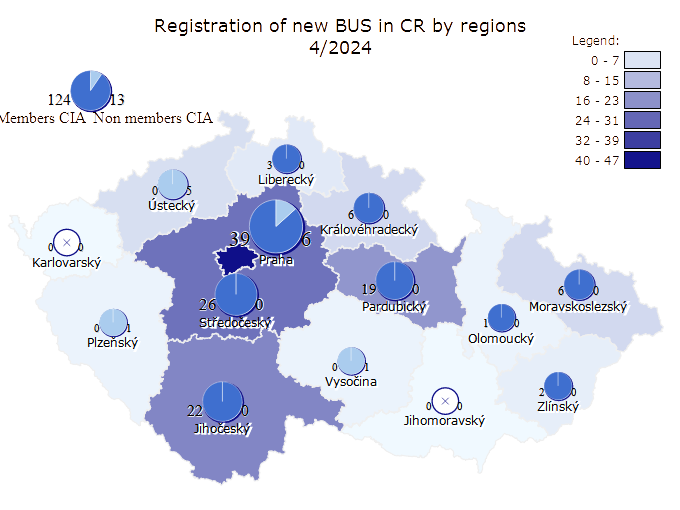 Registration of new BUS in CR by regions
4/2024
Legend:
0 - 7
8 - 15
16 - 23
24 - 31
32 - 39
40 - 47
124 13
Members CIA Non members CIA
3 0
Liberecký
0 5
Ústecký
6 0
Královéhradecký
39 6
Praha
0 0
Karlovarský
26 0
Středočeský
19 0
Pardubický
6 0
Moravskoslezský
0 1
Plzeňský
1 0
Olomoucký
0 1
Vysočina
22 0
Jihočeský
0 0
Jihomoravský
2 0
Zlínský